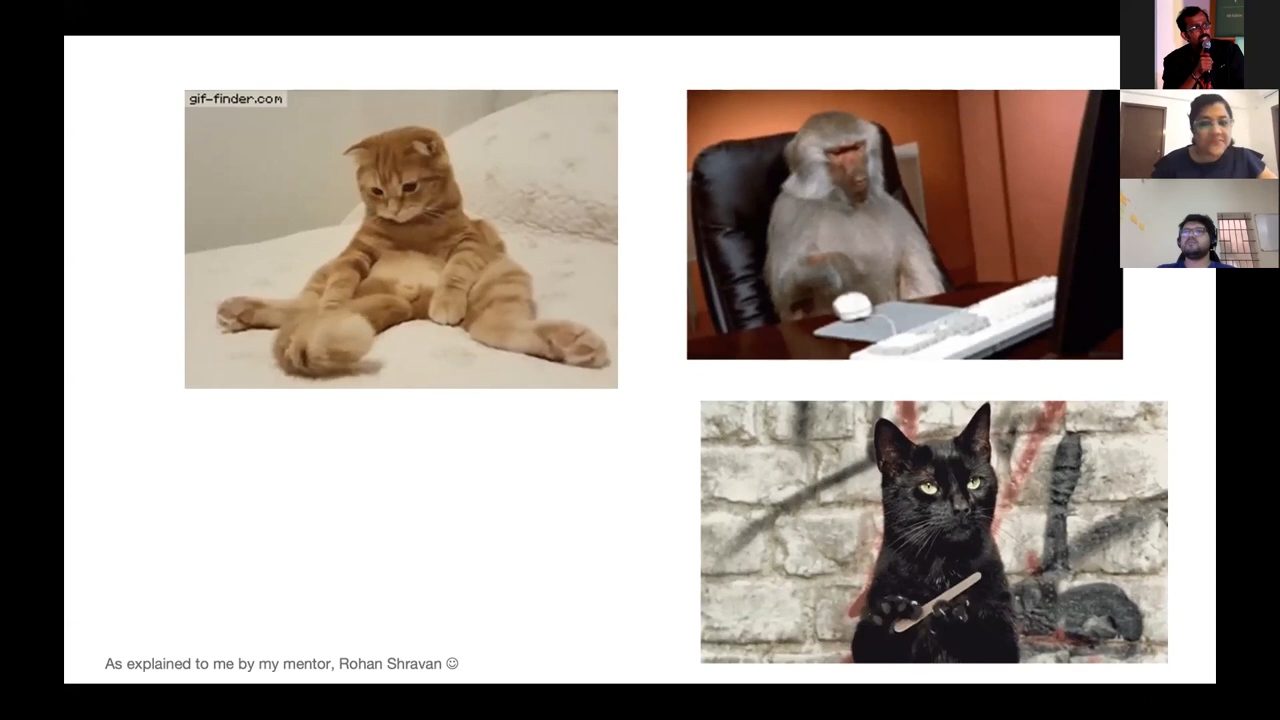 gif-finder.com
As explained to me by my mentor, Rohan Shravan ☺